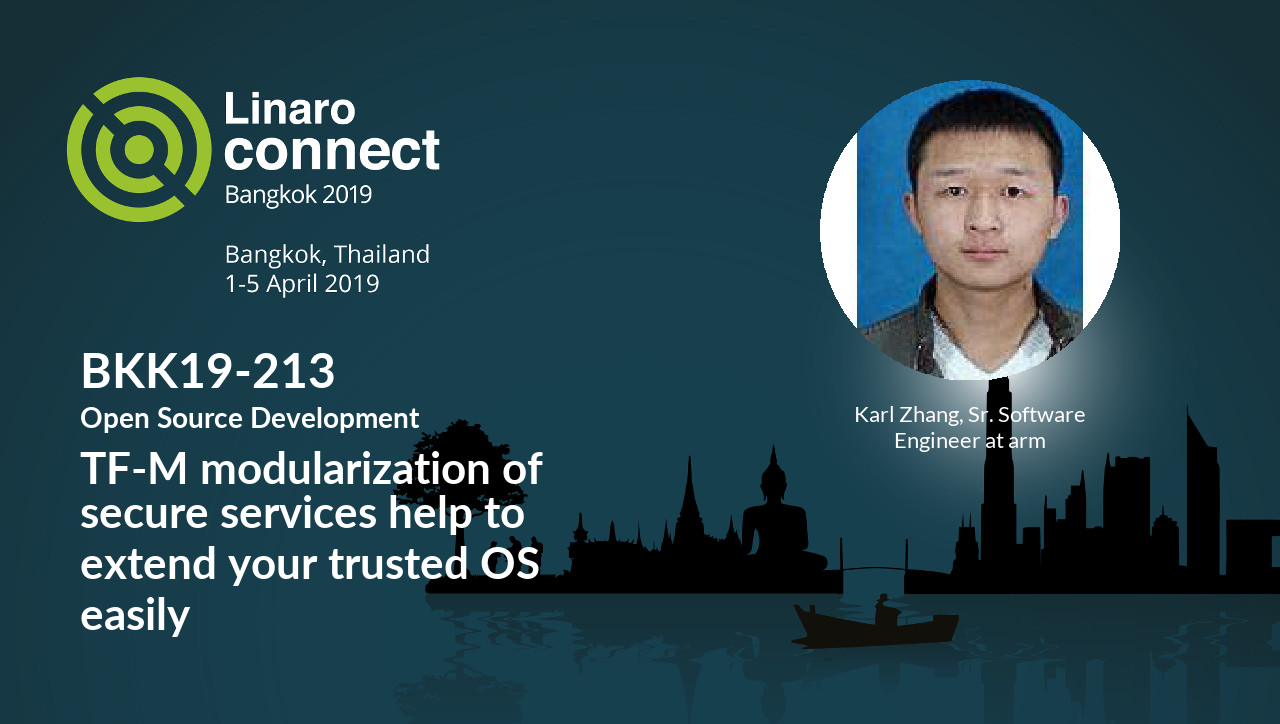 Linaro
connect
Bangkok 2019
Bangkok, Thailand
1-5 April 2019
BKK19-213
Open Source Development
TF-M modularization of
secure services help to
extend your trusted OS
easily
Karl Zhang, Sr. Software
Engineer at arm